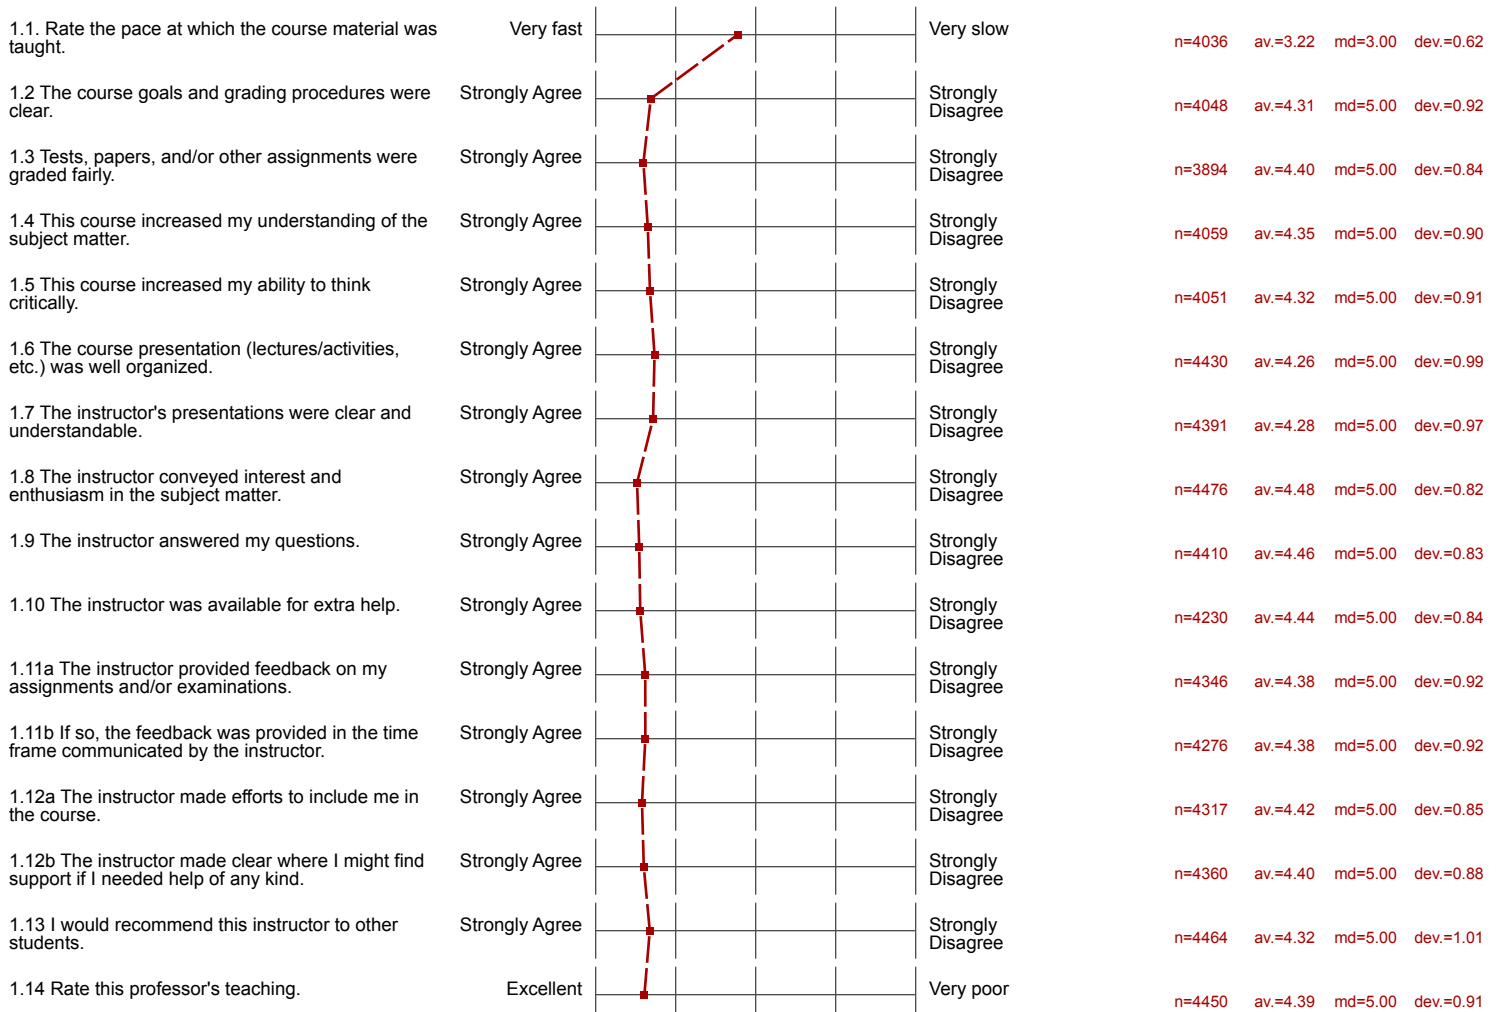 1.1. Rate the pace at which the course material was
taught.
Very fast
Very slow
n=4036 av.=3.22 md=3.00 dev.=0.62
1.2 The course goals and grading procedures were
clear.
Strongly Agree
Strongly
Disagree
n=4048 av.=4.31 md=5.00 dev.=0.92
1.3 Tests, papers, and/or other assignments were
graded fairly.
Strongly Agree
Strongly
Disagree
n=3894 av.=4.40 md=5.00 dev.=0.84
1.4 This course increased my understanding of the
subject matter.
Strongly Agree
Strongly
Disagree
n=4059 av.=4.35 md=5.00 dev.=0.90
1.5 This course increased my ability to think
critically.
Strongly Agree
Strongly
Disagree
n=4051 av.=4.32 md=5.00 dev.=0.91
1.6 The course presentation (lectures/activities,
etc.) was well organized.
Strongly Agree
Strongly
Disagree
n=4430 av.=4.26 md=5.00 dev.=0.99
1.7 The instructor's presentations were clear and
understandable.
Strongly Agree
Strongly
Disagree
n=4391 av.=4.28 md=5.00 dev.=0.97
1.8 The instructor conveyed interest and
enthusiasm in the subject matter.
Strongly Agree
Strongly
Disagree
n=4476 av.=4.48 md=5.00 dev.=0.82
1.9 The instructor answered my questions.
Strongly Agree
Strongly
Disagree
n=4410 av.=4.46 md=5.00 dev.=0.83
1.10 The instructor was available for extra help.
Strongly Agree
Strongly
Disagree
n=4230 av.=4.44 md=5.00 dev.=0.84
1.11a The instructor provided feedback on my
assignments and/or examinations.
Strongly Agree
Strongly
Disagree
n=4346 av.=4.38 md=5.00 dev.=0.92
1.11b If so, the feedback was provided in the time
frame communicated by the instructor.
Strongly Agree
Strongly
Disagree
n=4276 av.=4.38 md=5.00 dev.=0.92
1.12a The instructor made efforts to include me in
the course.
Strongly Agree
Strongly
Disagree
n=4317 av.=4.42 md=5.00 dev.=0.85
1.12b The instructor made clear where I might find
support if I needed help of any kind.
Strongly Agree
Strongly
Disagree
n=4360 av.=4.40 md=5.00 dev.=0.88
1.13 I would recommend this instructor to other
students.
Strongly Agree
Strongly
Disagree
n=4464 av.=4.32 md=5.00 dev.=1.01
1.14 Rate this professor's teaching.
Excellent
Very poor
n=4450 av.=4.39 md=5.00 dev.=0.91